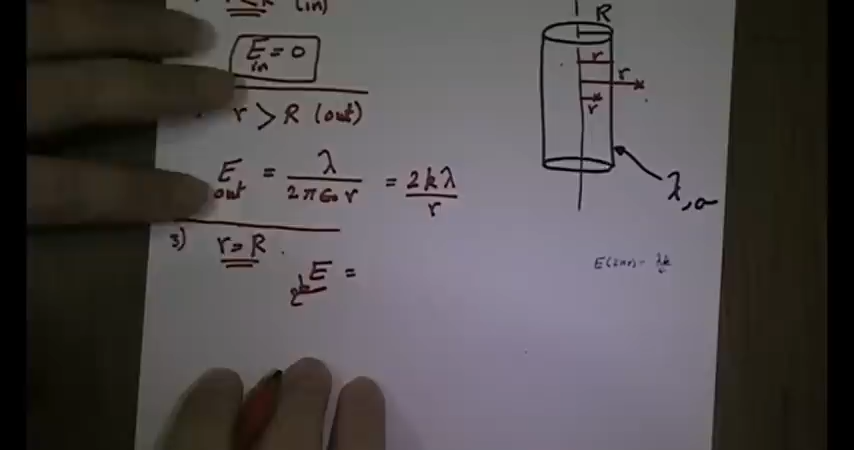 (in)
R
E_in = 0
r
r
r
r > R (out)
E_out = λ / 2πε₀r = 2kλ / r
λ, σ
3) r = R
E =